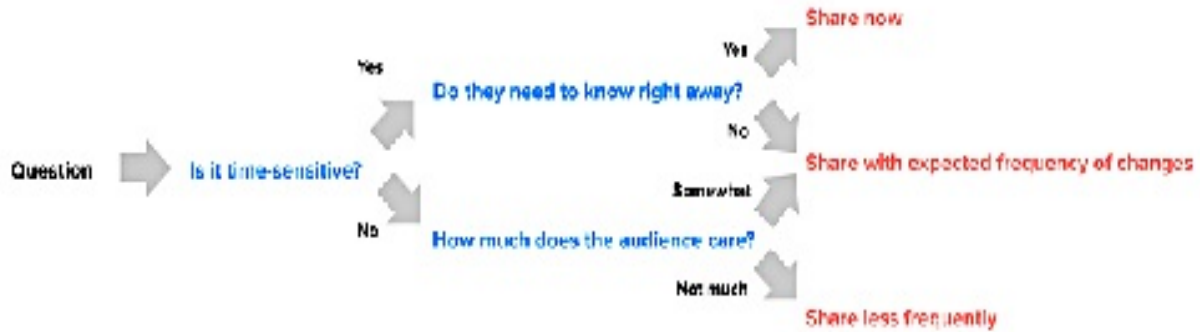 Share now
Yes
Yes
Do they need to know right away?
No
Question
Is it time-sensitive?
Share with expected frequency of changes
Somewhat
No
How much does the audience care?
Not much
Share less frequently